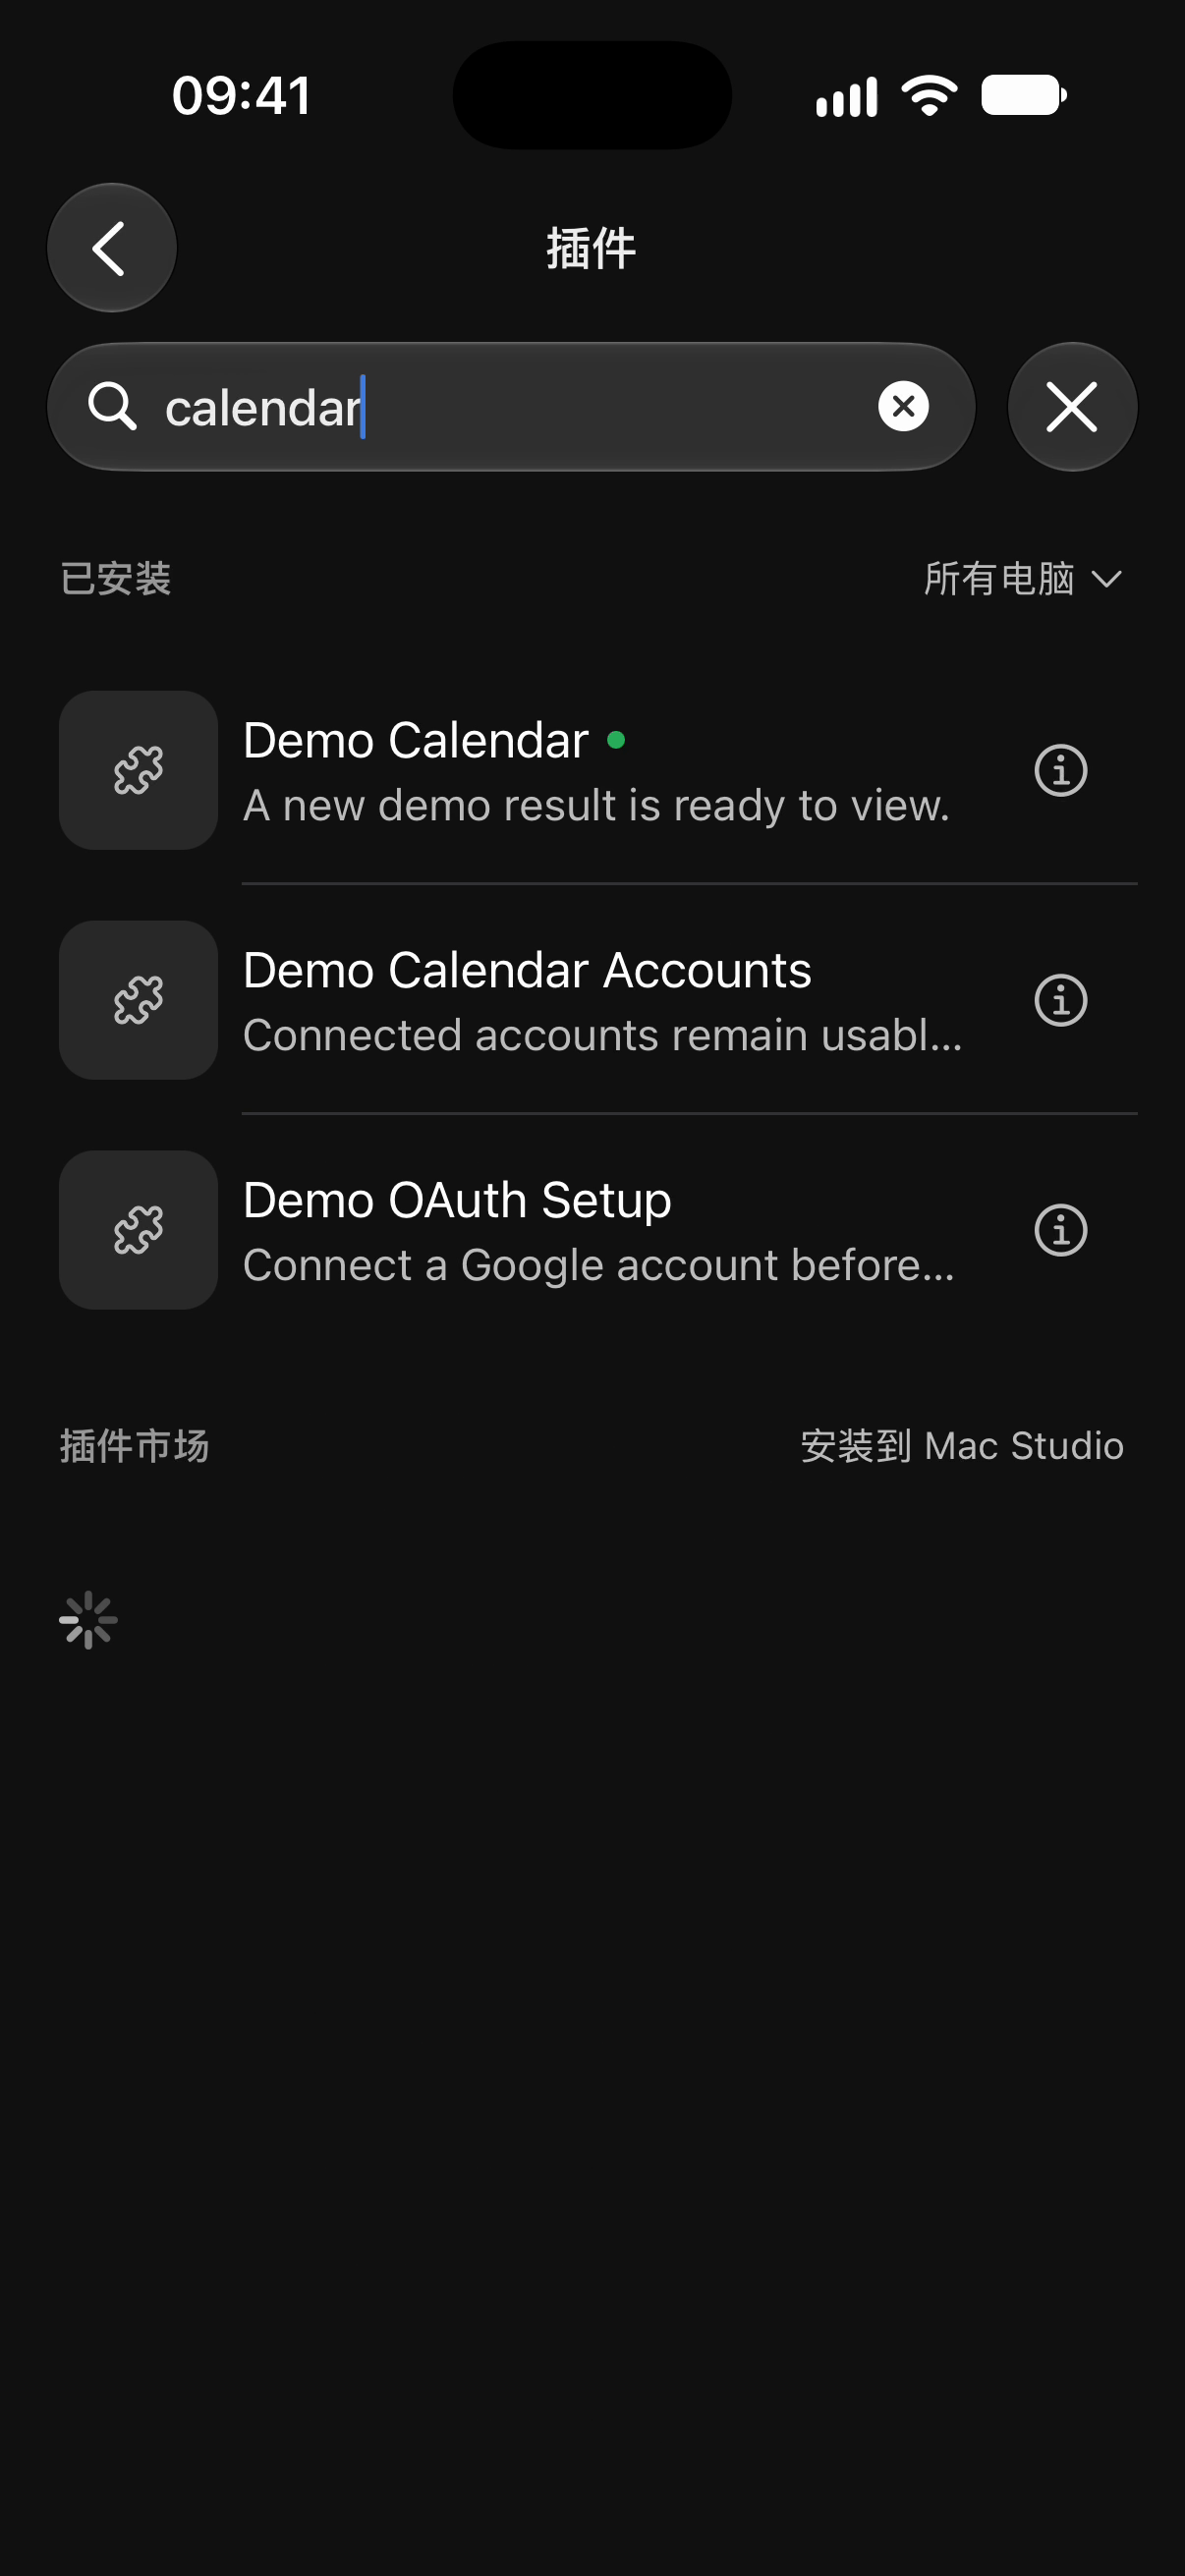 09:41
插件
calendar
已安装
所有电脑
Demo Calendar
A new demo result is ready to view.
Demo Calendar Accounts
Connected accounts remain usabl...
Demo OAuth Setup
Connect a Google account before...
插件市场
安装到 Mac Studio